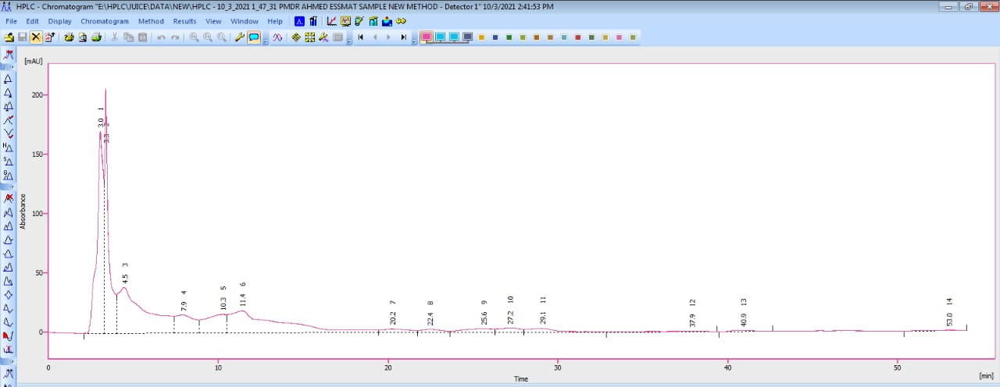 HPLC - Chromatogram "E:\HPLC\JUICE\DATA\NEW\HPLC - 10_3_2021 1_47_31 PMDR AHMED ESSMAT SAMPLE NEW METHOD - Detector 1" 10/3/2021 2:41:53 PM
File Edit Display Chromatogram Method Results View Window Help
[mAU]
200
150
100
50
0
Absorbance
3.0 1
3.3 2
4.5 3
7.9 4
10.3 5
11.4 6
20.2 7
22.4 8
25.6 9
27.2 10
29.1 11
37.9 12
40.9 13
53.0 14
0 10 20 30 40 50
Time
[min]